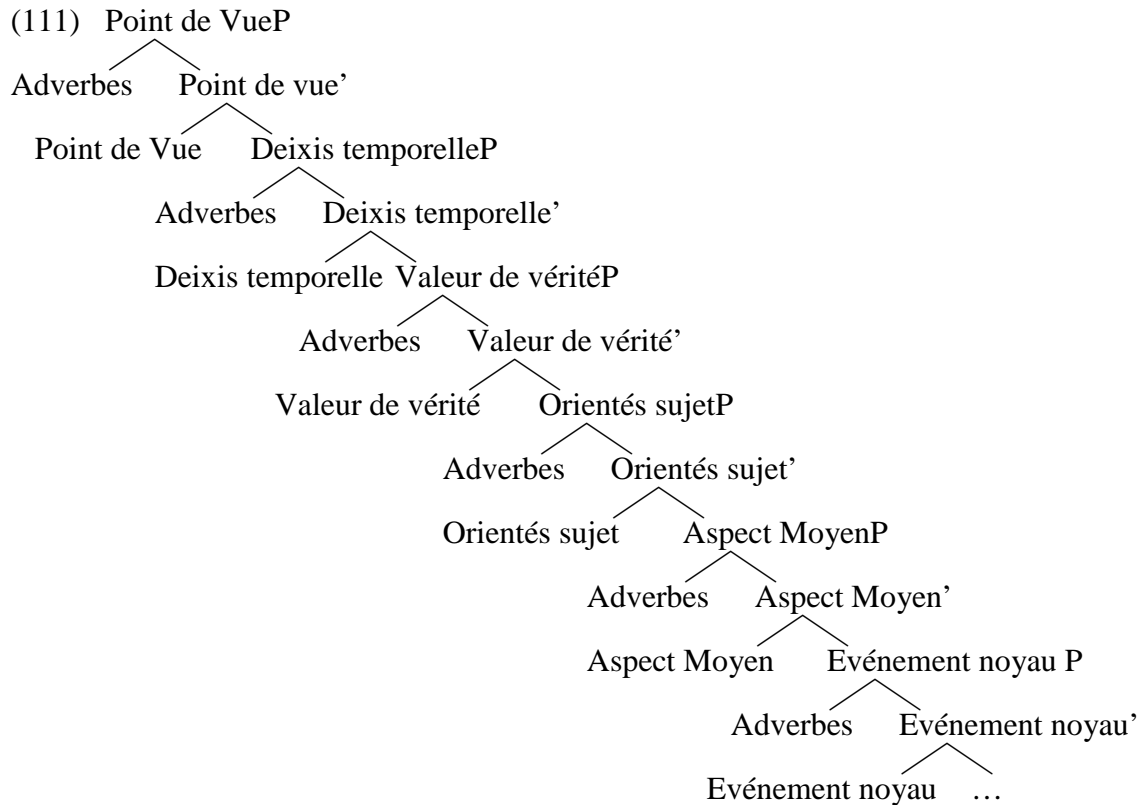 (111) Point de VueP
Adverbes Point de vue’
Point de Vue Deixis temporelleP
Adverbes Deixis temporelle’
Deixis temporelle Valeur de véritéP
Adverbes Valeur de vérité’
Valeur de vérité Orientés sujetP
Adverbes Orientés sujet’
Orientés sujet Aspect MoyenP
Adverbes Aspect Moyen’
Aspect Moyen Evénement noyau P
Adverbes Evénement noyau’
Evénement noyau …